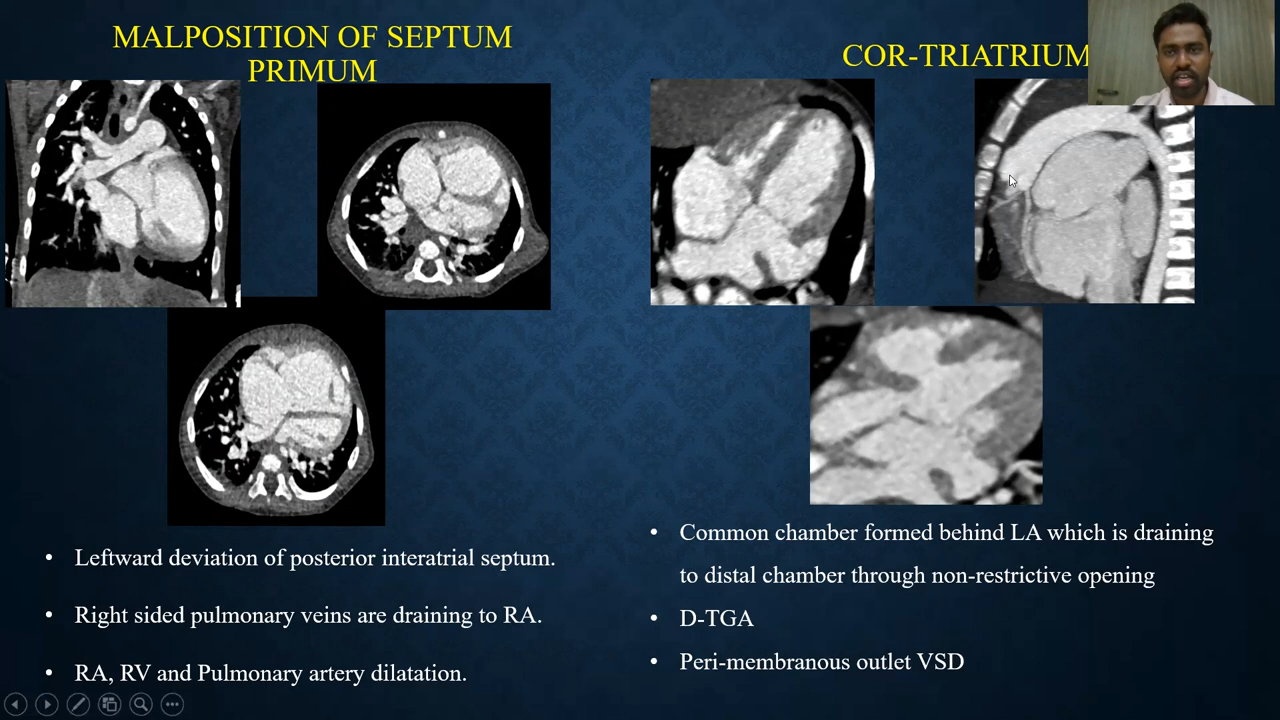 MALPOSITION OF SEPTUM
PRIMUM
• Leftward deviation of posterior interatrial septum.
• Right sided pulmonary veins are draining to RA.
• RA, RV and Pulmonary artery dilatation.
COR-TRIATRIUM
• Common chamber formed behind LA which is draining
to distal chamber through non-restrictive opening
• D-TGA
• Peri-membranous outlet VSD